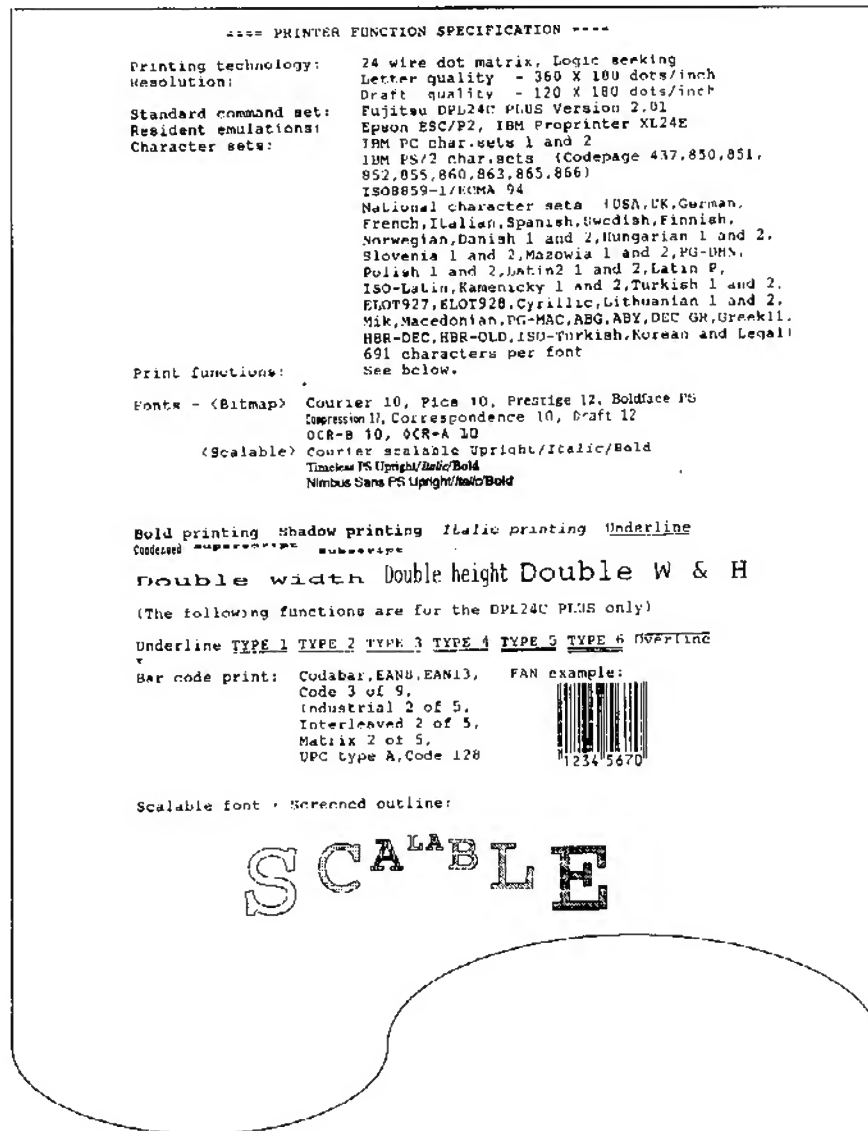 ==== PRINTER FUNCTION SPECIFICATION ====
Printing technology: 24 wire dot matrix, Logic seeking
Resolution: Letter quality - 360 X 180 dots/inch
Draft quality - 120 X 180 dots/inch
Standard command set: Fujitsu DPL24C PLUS Version 2.01
Resident emulations: Epson ESC/P2, IBM Proprinter XL24E
Character sets: IBM PC char.sets 1 and 2
IBM PS/2 char.sets (Codepage 437,850,851,
852,855,860,863,865,866)
ISO8859-1/ECMA 94
National character sets (USA,UK,German,
French,Italian,Spanish,Swedish,Finnish,
Norwegian,Danish 1 and 2,Hungarian 1 and 2,
Slovenia 1 and 2,Mazowia 1 and 2,PG-DHN,
Polish 1 and 2,Latin2 1 and 2,Latin P,
ISO-Latin,Kamenicky 1 and 2,Turkish 1 and 2,
ELOT927,ELOT928,Cyrillic,Lithuanian 1 and 2,
Mik,Macedonian,PG-MAC,ABG,ABY,DEC GR,Greek11,
HBR-DEC,HBR-OLD,ISO-Turkish,Korean and Legal)
691 characters per font
Print functions: See below.
Fonts - <Bitmap> Courier 10, Pica 10, Prestige 12, Boldface PS
Compression 17, Correspondence 10, Draft 12
OCR-B 10, OCR-A 10
<Scalable> Courier scalable Upright/Italic/Bold
Timeless PS Upright/Italic/Bold
Nimbus Sans PS Upright/Italic/Bold
Bold printing Shadow printing Italic printing Underline
Condensed superscript subscript
Double width Double height Double W & H
(The following functions are for the DPL24C PLUS only)
Underline TYPE 1 TYPE 2 TYPE 3 TYPE 4 TYPE 5 TYPE 6 Overline
Bar code print: Codabar,EAN8,EAN13, EAN example:
Code 3 of 9,
Industrial 2 of 5,
Interleaved 2 of 5,
Matrix 2 of 5,
UPC type A,Code 128
1234 5670
Scalable font + Screened outline:
SCALABLE